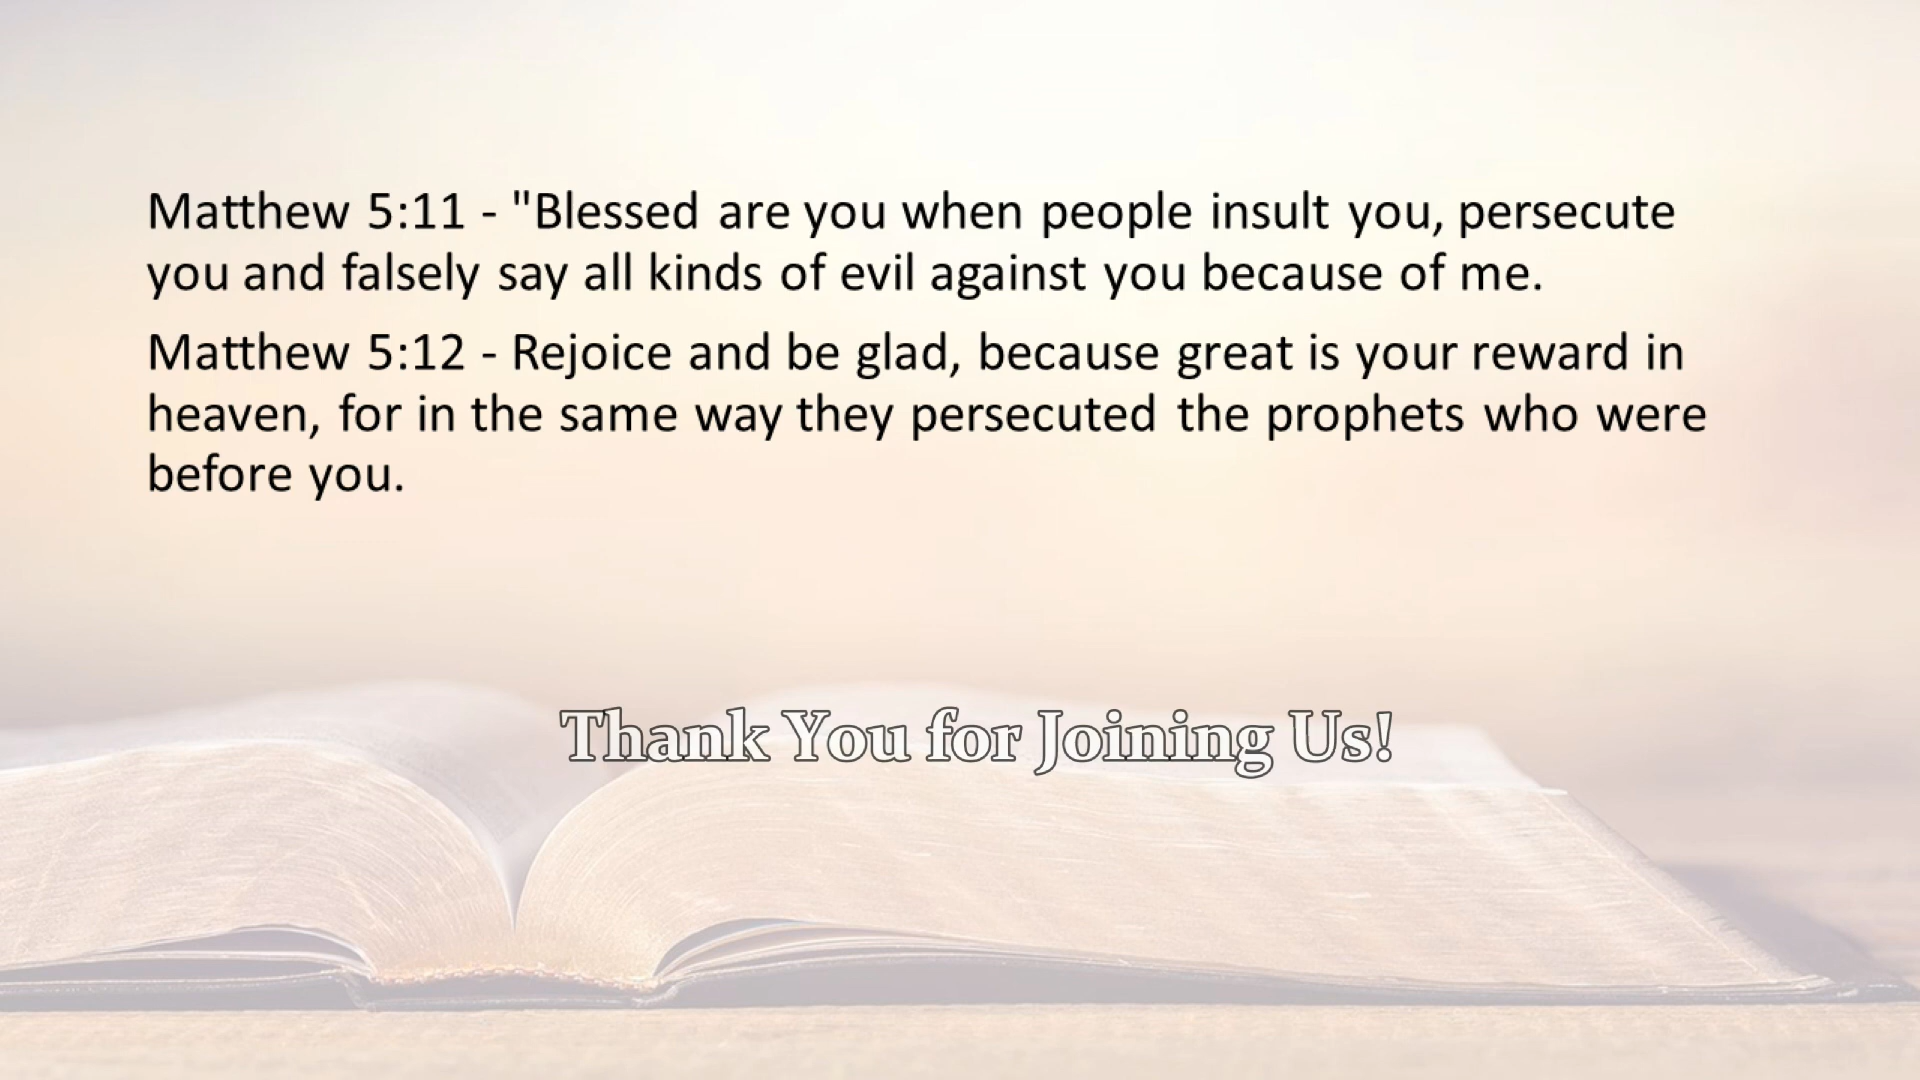 Matthew 5:11 - "Blessed are you when people insult you, persecute
you and falsely say all kinds of evil against you because of me.
Matthew 5:12 - Rejoice and be glad, because great is your reward in
heaven, for in the same way they persecuted the prophets who were
before you.
Thank You for Joining Us!